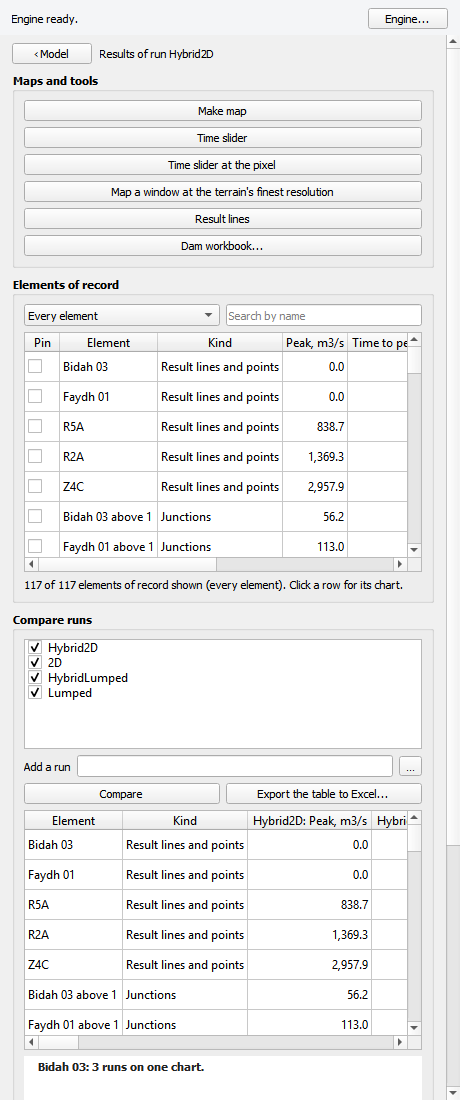 Engine ready.
Engine...
‹Model
Results of run Hybrid2D
Maps and tools
Make map
Time slider
Time slider at the pixel
Map a window at the terrain's finest resolution
Result lines
Dam workbook...
Elements of record
Every element
Search by name
Pin Element Kind Peak, m3/s Time to pe
Bidah 03 Result lines and points 0.0
Faydh 01 Result lines and points 0.0
R5A Result lines and points 838.7
R2A Result lines and points 1,369.3
Z4C Result lines and points 2,957.9
Bidah 03 above 1 Junctions 56.2
Faydh 01 above 1 Junctions 113.0
117 of 117 elements of record shown (every element). Click a row for its chart.
Compare runs
Hybrid2D
2D
HybridLumped
Lumped
Add a run
...
Compare
Export the table to Excel...
Element Kind Hybrid2D: Peak, m3/s Hybri
Bidah 03 Result lines and points 0.0
Faydh 01 Result lines and points 0.0
R5A Result lines and points 838.7
R2A Result lines and points 1,369.3
Z4C Result lines and points 2,957.9
Bidah 03 above 1 Junctions 56.2
Faydh 01 above 1 Junctions 113.0
Bidah 03: 3 runs on one chart.